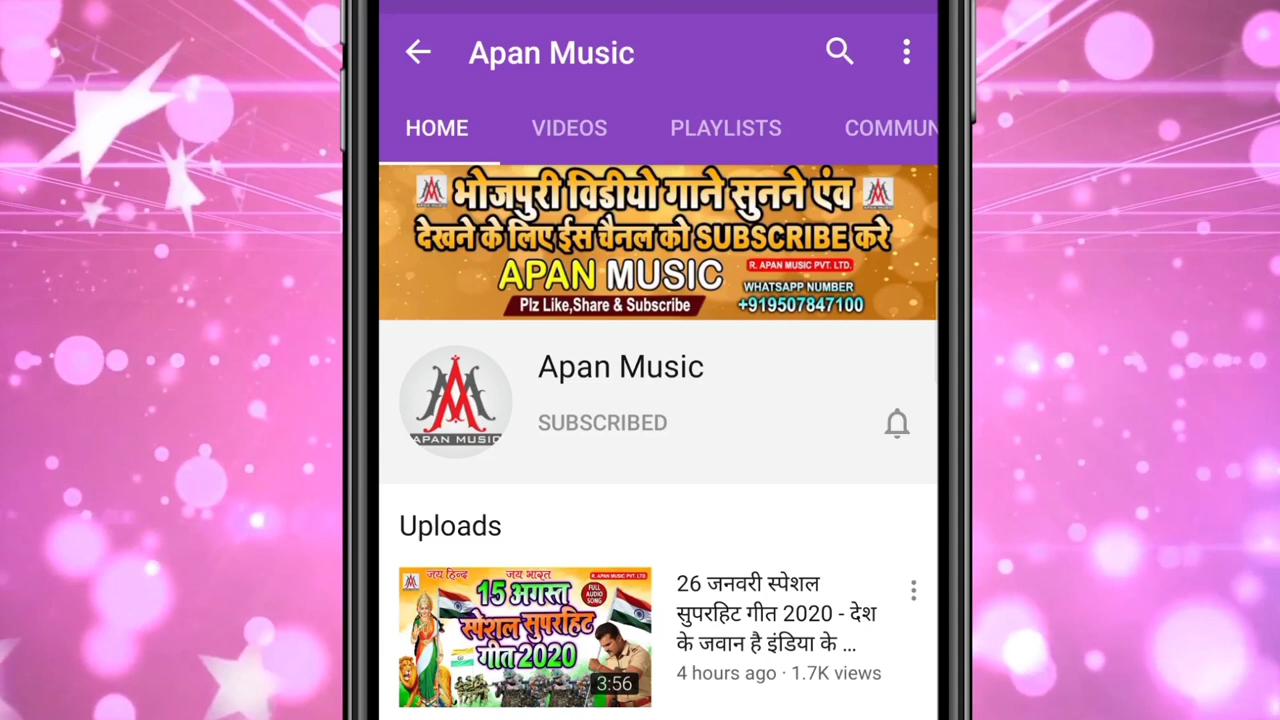 Apan Music
HOME VIDEOS PLAYLISTS COMMUN
भोजपुरी विडीयो गाने सुनने एंव
देखने के लिए ईस चैनल को SUBSCRIBE करे
APAN MUSIC
R. APAN MUSIC PVT. LTD.
WHATSAPP NUMBER
Plz Like,Share & Subscribe
+919507847100
Apan Music
SUBSCRIBED
APAN MUSIC
Uploads
जय हिन्द जय भारत
R. APAN MUSIC PVT. LTD
15 अगस्त
FULL AUDIO SONG
स्पेशल सुपरहिट
गीत 2020
3:56
26 जनवरी स्पेशल
सुपरहिट गीत 2020 - देश
के जवान है इंडिया के ...
4 hours ago · 1.7K views